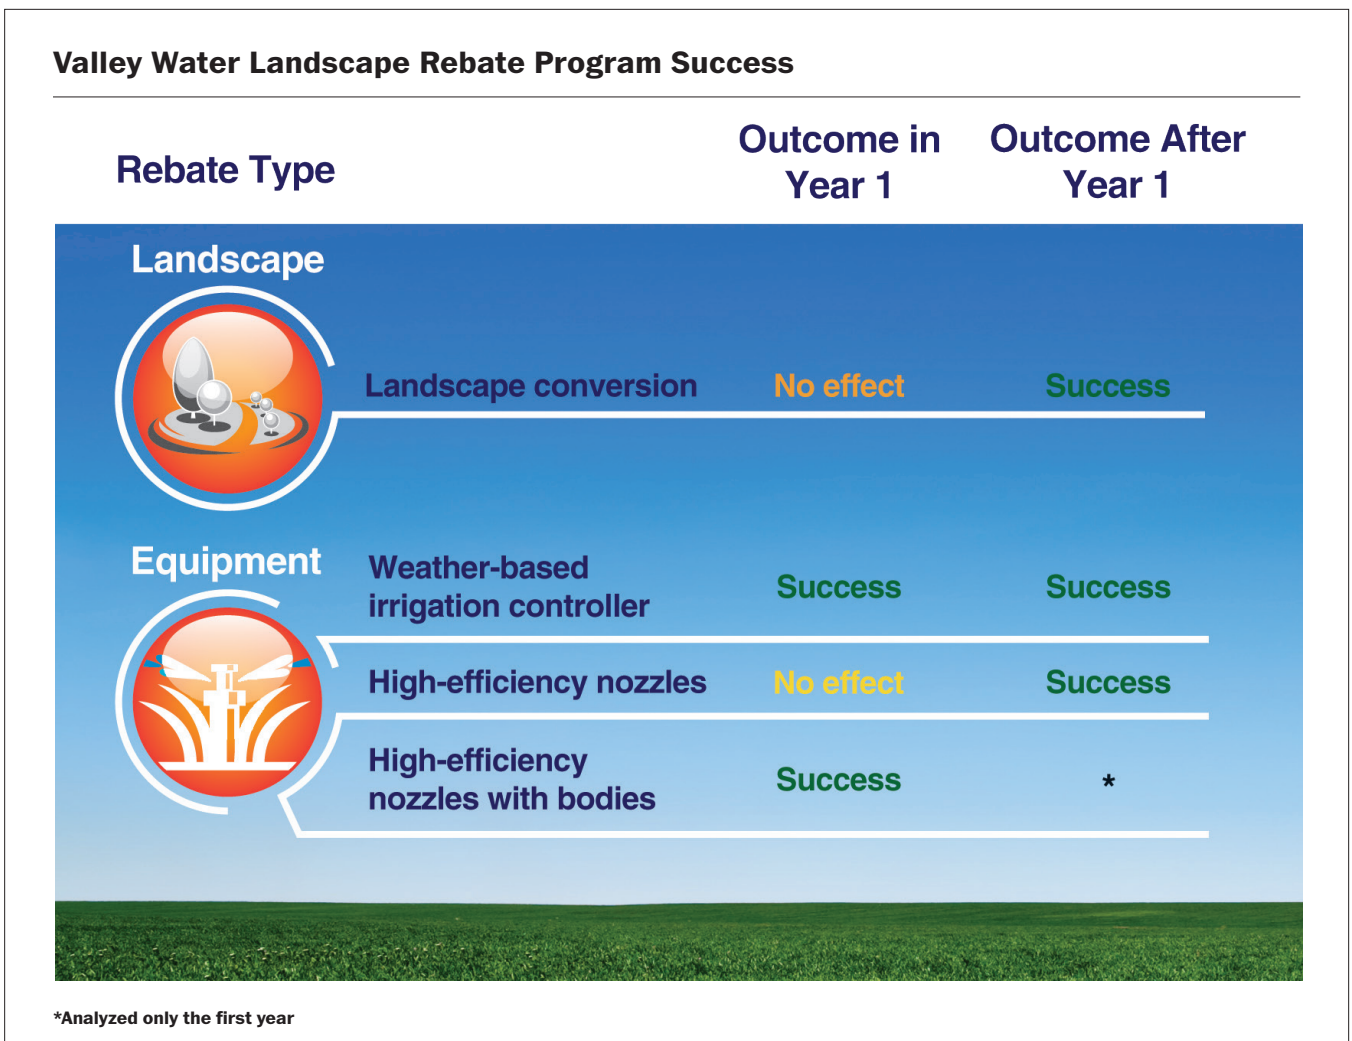 Valley Water Landscape Rebate Program Success
Rebate Type
Outcome in
Year 1
Outcome After
Year 1
Landscape
Landscape conversion
No effect
Success
Equipment
Weather-based
irrigation controller
Success
Success
High-efficiency nozzles
No effect
Success
High-efficiency
nozzles with bodies
Success
*
*Analyzed only the first year